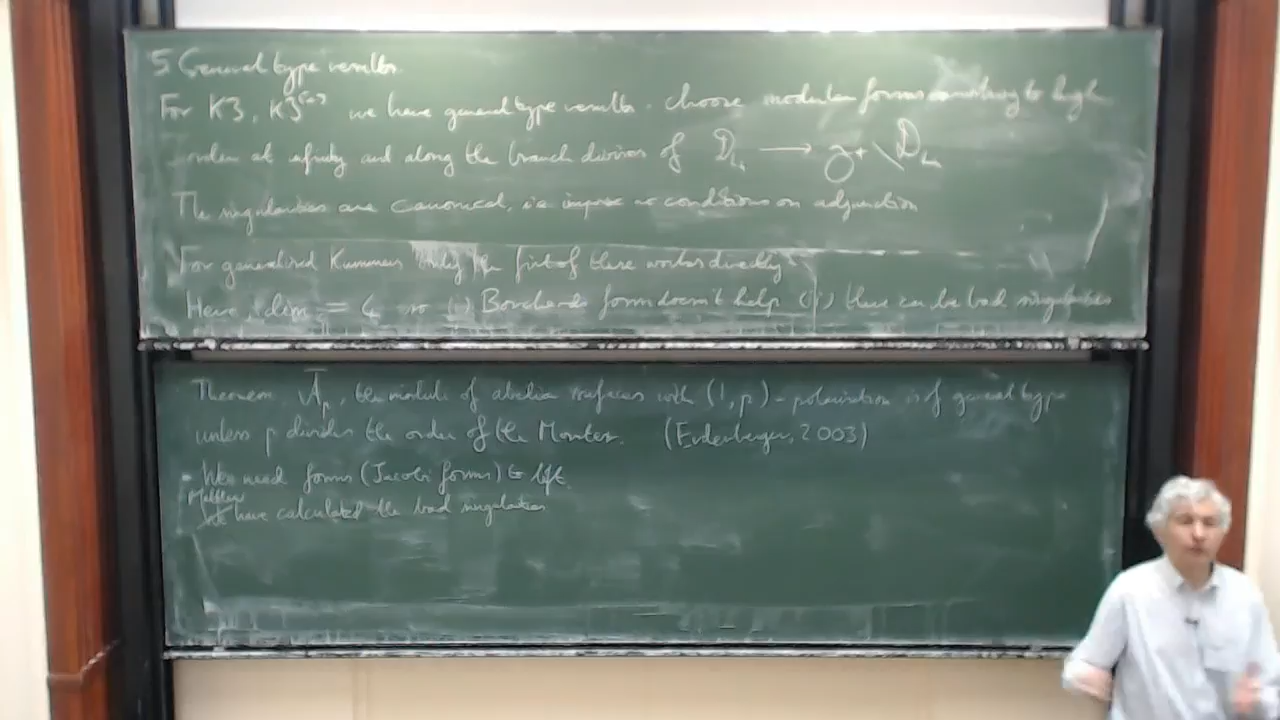 5 General type results.
For K3, K3^[n] we have general type results. Choose modular forms vanishing to high
order at infinity and along the branch divisor of D_L → \ D_L
The singularities are canonical, i.e. impose no conditions on adjunction
For generalised Kummers only the first of these works directly.
Here, dim = 4 so (i) Borcherds form doesn't help (ii) there can be bad singularities
Theorem A_p, the moduli of abelian surfaces with (1,p)-polarisation is of general type
unless p divides the order of the Monster. (Erdenberger, 2003)
• We need forms (Jacobi forms) to lift
Matthew
have calculated the bad singularities